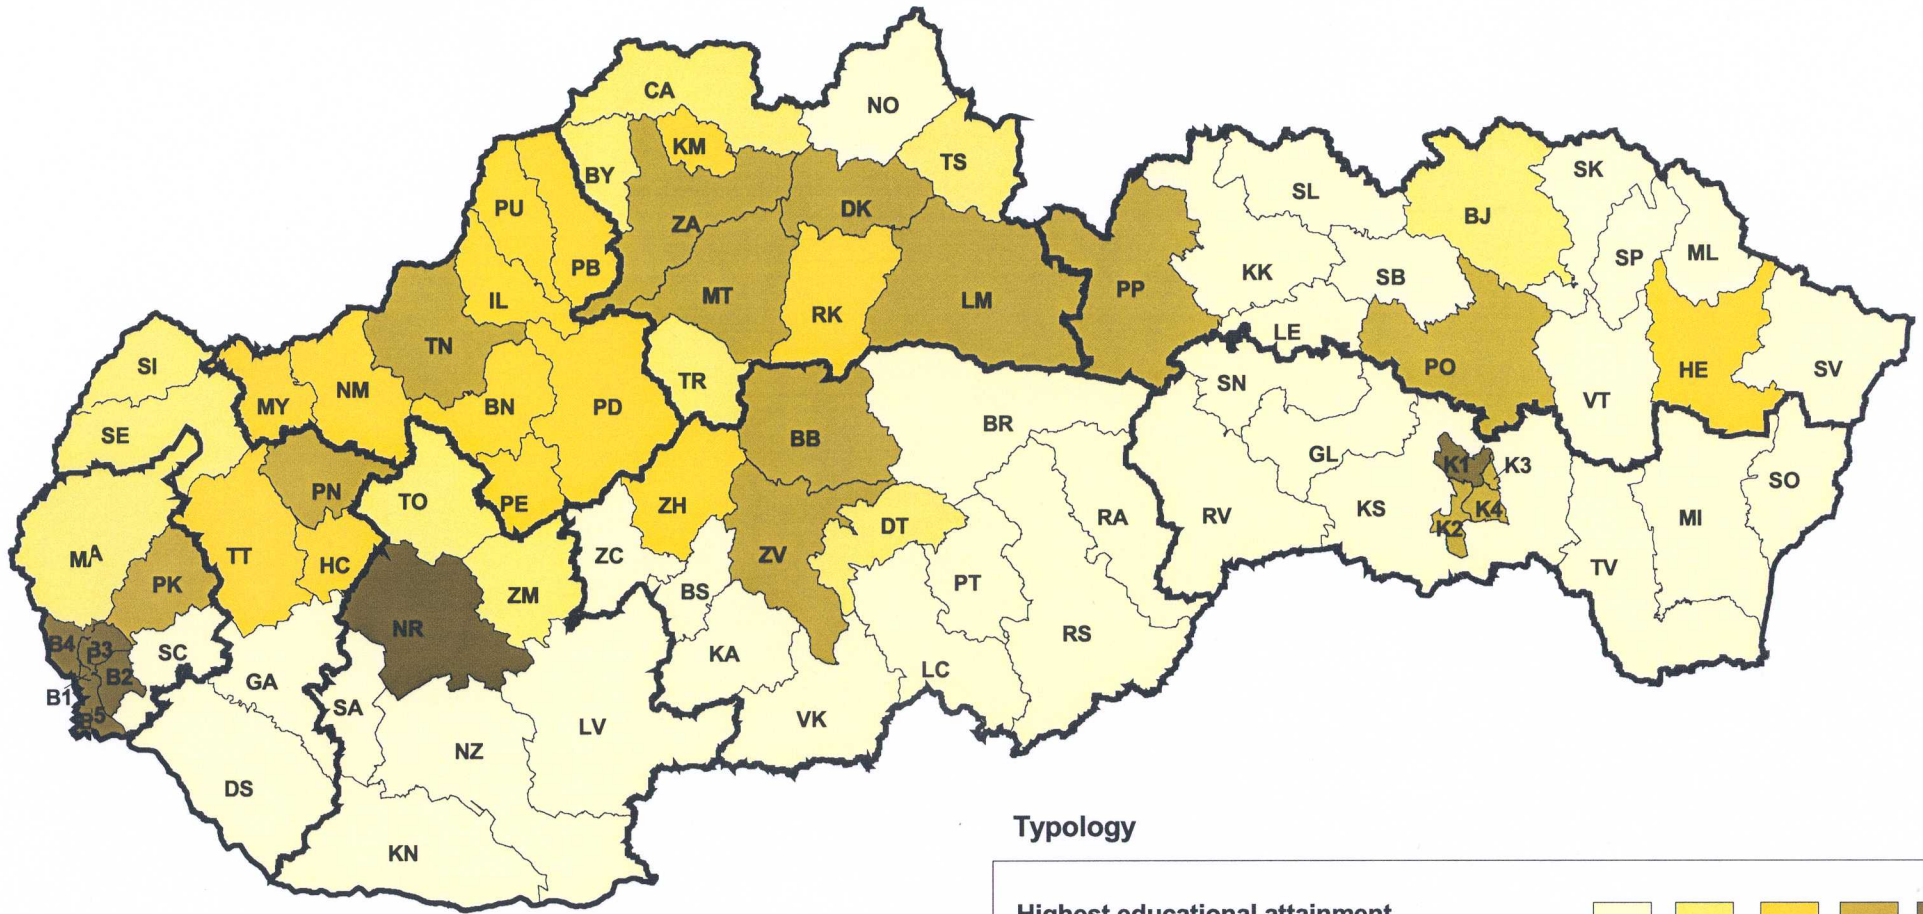 NO
CA
KM
BY
TS
SK
SL
PU
DK
BJ
ZA
ML
SP
PB
KK
SB
IL
MT
LM
PP
RK
LE
TN
SI
PO
HE
SV
TR
SN
NM
VT
MY
BN
PD
BR
SE
BB
GL
K1
K3
SO
PN
TO
PE
ZH
DT
RA
RV
KS
K4
K2
MI
MA
TT
HC
ZC
ZV
PK
PT
TV
BS
ZM
NR
RS
B4
B3
SC
KA
LC
B2
GA
B1
SA
B5
LV
VK
NZ
DS
KN
Typology
Highest educational attainment